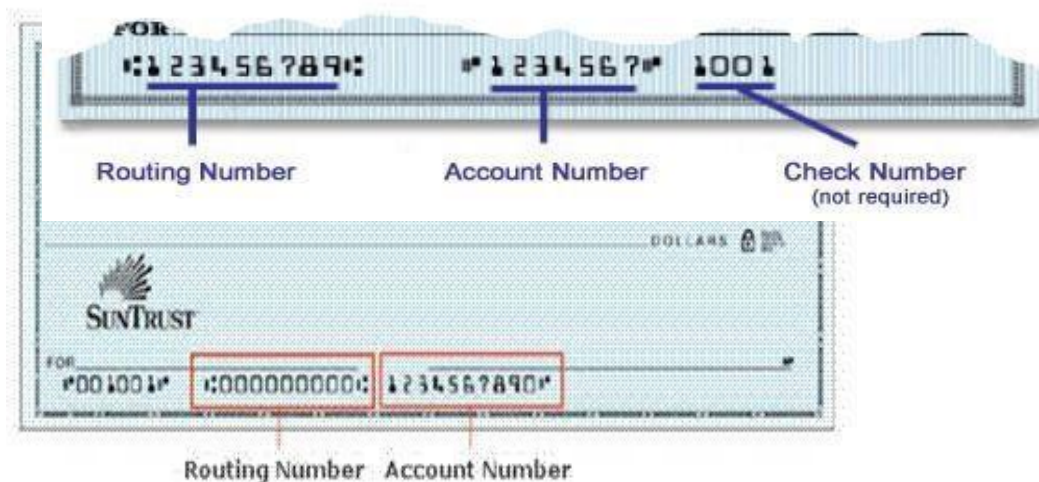 FOR
⑆123456789⑆ ⑈1234567⑈ 1001
Routing Number Account Number Check Number
(not required)
DOLLARS
SUNTRUST
FOR
⑈001001⑈ ⑆000000000⑆ 1234567890⑈
Routing Number Account Number